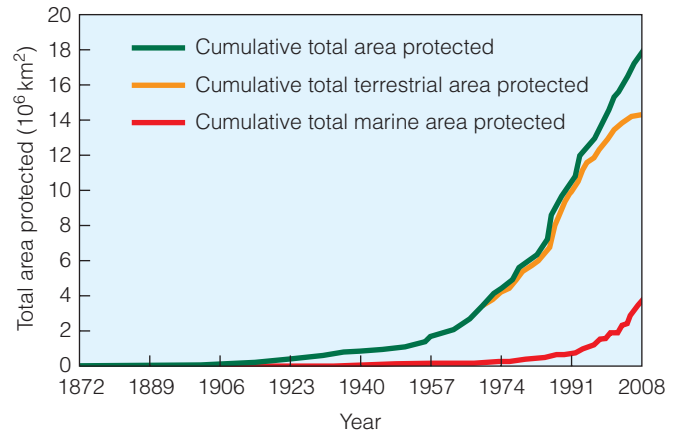 20
18
16
14
12
10
8
6
4
2
0
Total area protected (10⁶ km²)
Cumulative total area protected
Cumulative total terrestrial area protected
Cumulative total marine area protected
1872 1889 1906 1923 1940 1957 1974 1991 2008
Year